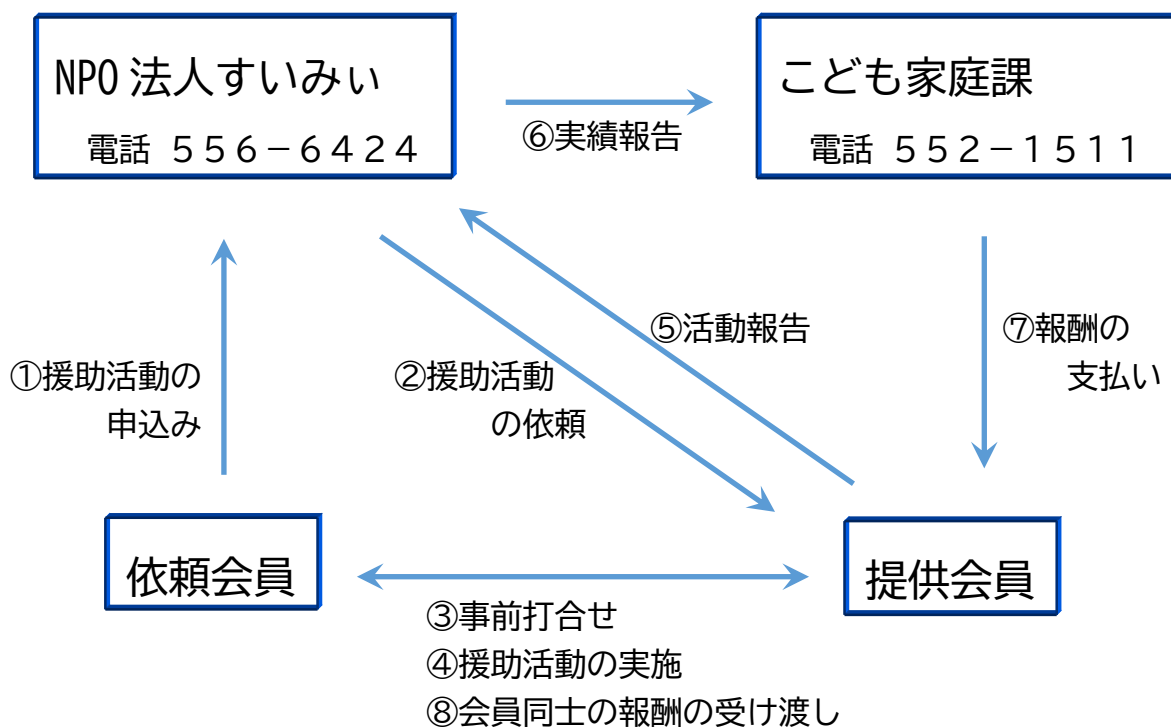 NPO法人すいみぃ
電話 556-6424
こども家庭課
電話 552-1511
⑥実績報告
①援助活動の
申込み
②援助活動
の依頼
⑤活動報告
⑦報酬の
支払い
依頼会員
提供会員
③事前打合せ
④援助活動の実施
⑧会員同士の報酬の受け渡し